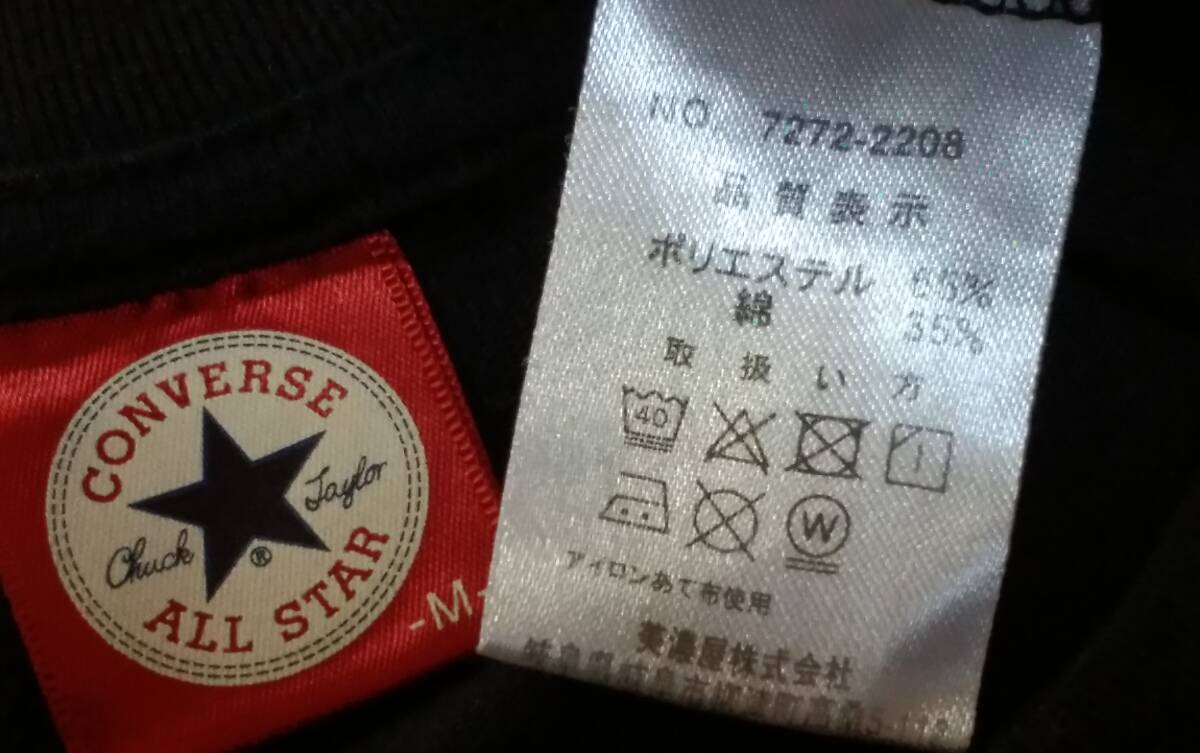 CONVERSE
Chuck Taylor
®
ALL STAR
-M-
NO. 7272-2208
品質表示
ポリエステル 65%
綿 35%
取扱い方
40
W
アイロンあて布使用
美濃屋株式会社